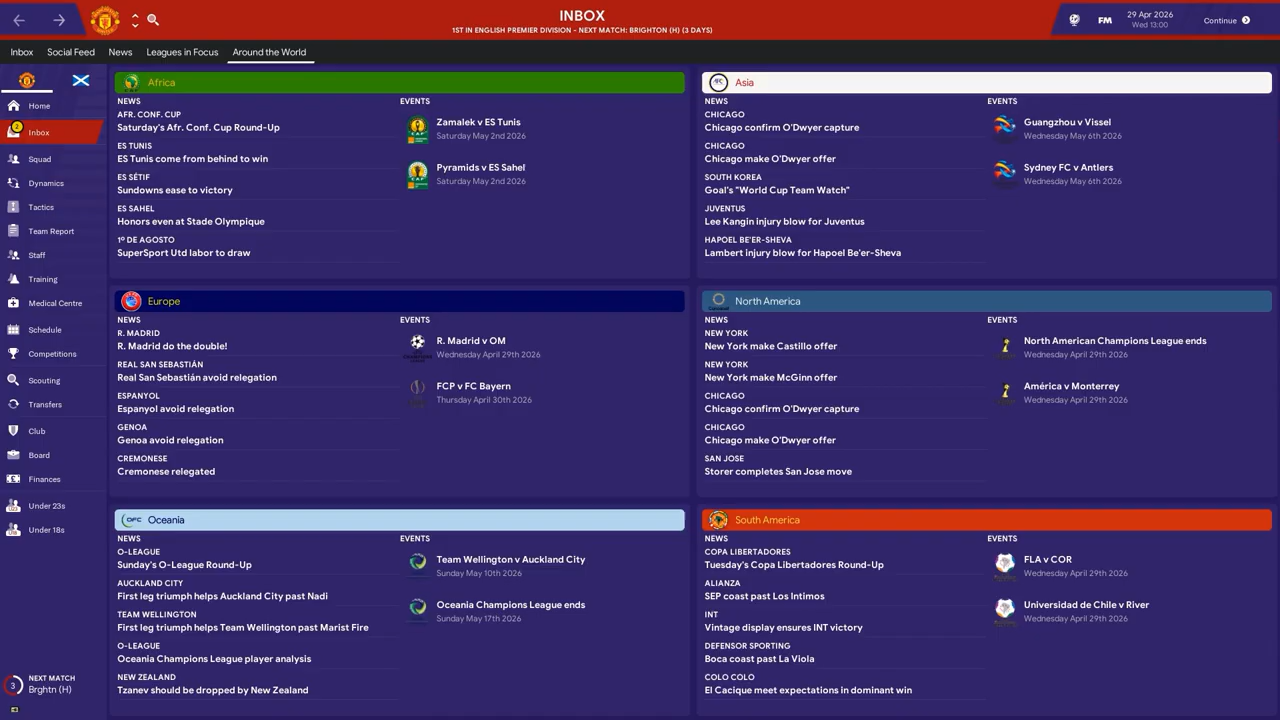 INBOX
1ST IN ENGLISH PREMIER DIVISION - NEXT MATCH: BRIGHTON (H) (3 DAYS)
FM
29 Apr 2026
Wed 13:00
Continue
Inbox
Social Feed
News
Leagues in Focus
Around the World
Home
2
Inbox
Squad
Dynamics
Tactics
Team Report
Staff
Training
Medical Centre
Schedule
Competitions
Scouting
Transfers
Club
Board
Finances
Under 23s
Under 18s
3
NEXT MATCH
Brghtn (H)
Africa
NEWS
AFR. CONF. CUP
Saturday's Afr. Conf. Cup Round-Up
ES TUNIS
ES Tunis come from behind to win
ES SÉTIF
Sundowns ease to victory
ES SAHEL
Honors even at Stade Olympique
1º DE AGOSTO
SuperSport Utd labor to draw
EVENTS
Zamalek v ES Tunis
Saturday May 2nd 2026
Pyramids v ES Sahel
Saturday May 2nd 2026
Asia
NEWS
CHICAGO
Chicago confirm O'Dwyer capture
CHICAGO
Chicago make O'Dwyer offer
SOUTH KOREA
Goal's "World Cup Team Watch"
JUVENTUS
Lee Kangin injury blow for Juventus
HAPOEL BE'ER-SHEVA
Lambert injury blow for Hapoel Be'er-Sheva
EVENTS
Guangzhou v Vissel
Wednesday May 6th 2026
Sydney FC v Antlers
Wednesday May 6th 2026
Europe
NEWS
R. MADRID
R. Madrid do the double!
REAL SAN SEBASTIÁN
Real San Sebastián avoid relegation
ESPANYOL
Espanyol avoid relegation
GENOA
Genoa avoid relegation
CREMONESE
Cremonese relegated
EVENTS
R. Madrid v OM
Wednesday April 29th 2026
FCP v FC Bayern
Thursday April 30th 2026
North America
NEWS
NEW YORK
New York make Castillo offer
NEW YORK
New York make McGinn offer
CHICAGO
Chicago confirm O'Dwyer capture
CHICAGO
Chicago make O'Dwyer offer
SAN JOSE
Storer completes San Jose move
EVENTS
North American Champions League ends
Wednesday April 29th 2026
América v Monterrey
Wednesday April 29th 2026
OFC
Oceania
NEWS
O-LEAGUE
Sunday's O-League Round-Up
AUCKLAND CITY
First leg triumph helps Auckland City past Nadi
TEAM WELLINGTON
First leg triumph helps Team Wellington past Marist Fire
O-LEAGUE
Oceania Champions League player analysis
NEW ZEALAND
Tzanev should be dropped by New Zealand
EVENTS
Team Wellington v Auckland City
Sunday May 10th 2026
Oceania Champions League ends
Sunday May 17th 2026
South America
NEWS
COPA LIBERTADORES
Tuesday's Copa Libertadores Round-Up
ALIANZA
SEP coast past Los Intimos
INT
Vintage display ensures INT victory
DEFENSOR SPORTING
Boca coast past La Viola
COLO COLO
El Cacique meet expectations in dominant win
EVENTS
FLA v COR
Wednesday April 29th 2026
Universidad de Chile v River
Wednesday April 29th 2026